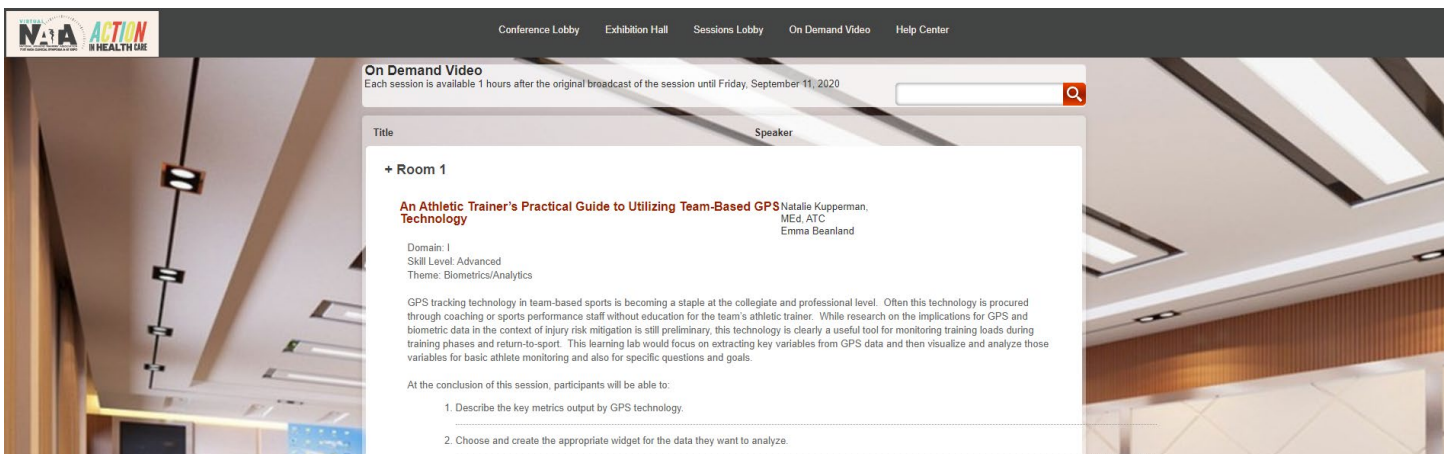 VIRTUAL
NATA
ACTION
IN HEALTH CARE
Conference Lobby Exhibition Hall Sessions Lobby On Demand Video Help Center
On Demand Video
Each session is available 1 hours after the original broadcast of the session until Friday, September 11, 2020
Title Speaker
+ Room 1
An Athletic Trainer's Practical Guide to Utilizing Team-Based GPS
Technology
Natalie Kupperman,
MEd, ATC
Emma Beanland
Domain: I
Skill Level: Advanced
Theme: Biometrics/Analytics
GPS tracking technology in team-based sports is becoming a staple at the collegiate and professional level. Often this technology is procured
through coaching or sports performance staff without education for the team's athletic trainer. While research on the implications for GPS and
biometric data in the context of injury risk mitigation is still preliminary, this technology is clearly a useful tool for monitoring training loads during
training phases and return-to-sport. This learning lab would focus on extracting key variables from GPS data and then visualize and analyze those
variables for basic athlete monitoring and also for specific questions and goals.
At the conclusion of this session, participants will be able to:
1. Describe the key metrics output by GPS technology.
2. Choose and create the appropriate widget for the data they want to analyze.